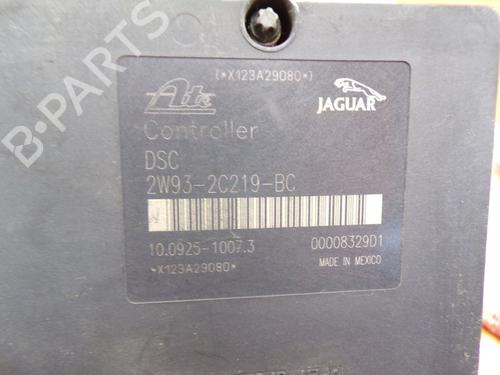 (*X123A29080*)
Ate
JAGUAR
Controller
DSC
2W93-2C219-BC
10.0925-1007.3
00008329D1
*X123A29080*
MADE IN MEXICO
B-PARTS